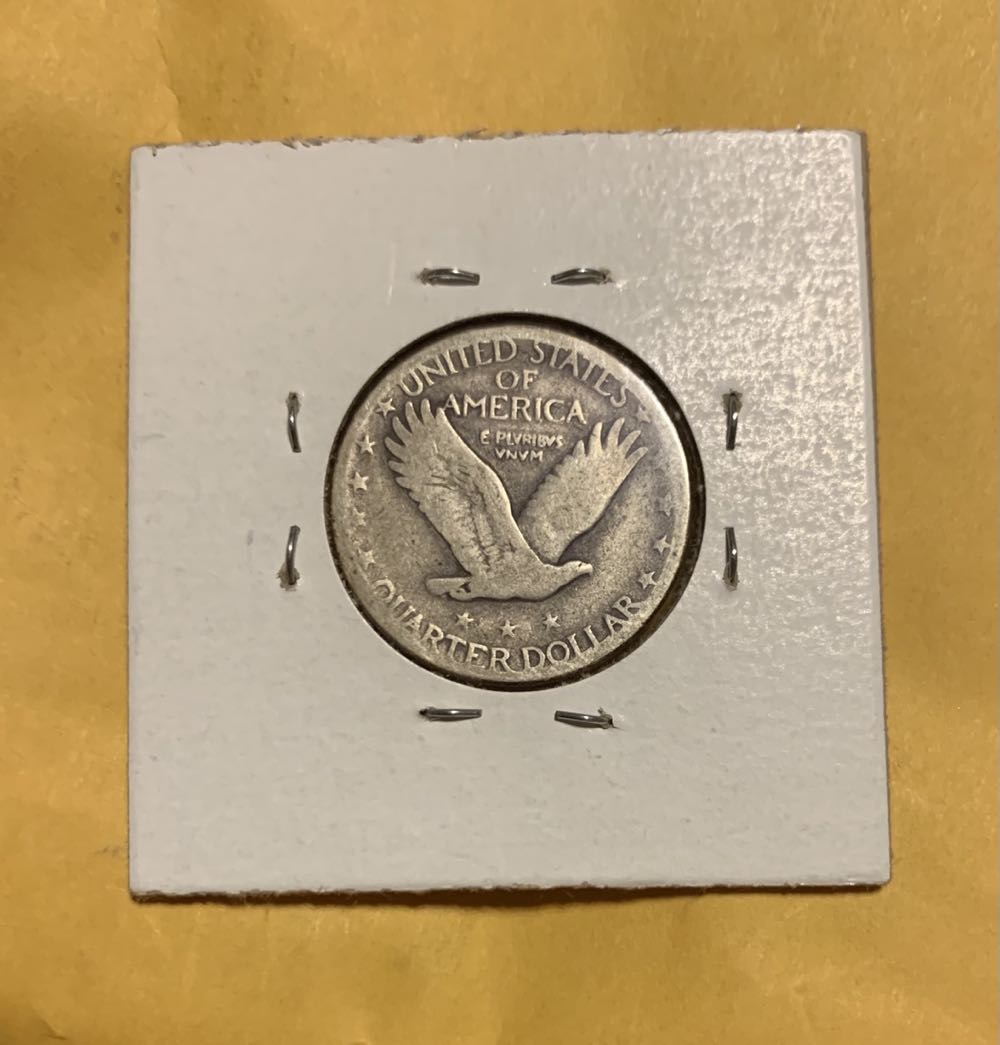 UNITED STATES
OF
AMERICA
E PLVRIBVS
VNVM
QUARTER DOLLAR